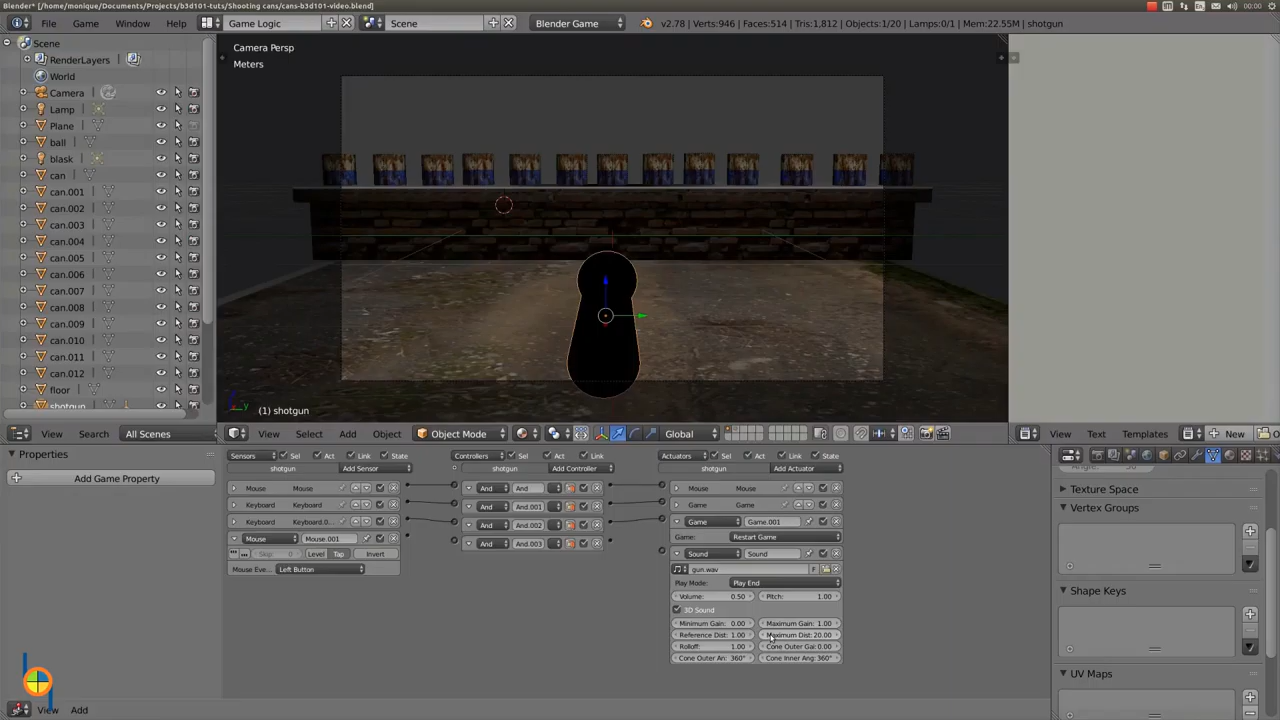 Blender* [/home/monique/Documents/Projects/b3d101-tuts/Shooting cans/cans-b3d101-video.blend]
En 00:00
File Game Window Help Game Logic Scene Blender Game v2.78 | Verts:946 | Faces:514 | Tris:1,812 | Objects:1/20 | Lamps:0/1 | Mem:22.55M | shotgun
Scene
RenderLayers
World
Camera
Lamp
Plane
ball
blask
can
can.001
can.002
can.003
can.004
can.005
can.006
can.007
can.008
can.009
can.010
can.011
can.012
floor
shotgun
Camera Persp
Meters
(1) shotgun
View Search All Scenes
View Select Add Object Object Mode Global
View Text Templates New
Properties
Add Game Property
Sensors Sel Act Link State
shotgun Add Sensor
Mouse Mouse
Keyboard Keyboard
Keyboard Keyboard.0
Mouse Mouse.001
Skip: 0 Level Tap Invert
Mouse Eve Left Button
Controllers Sel Act Link
shotgun Add Controller
And And
And And.001
And And.002
And And.003
Actuators Sel Act Link State
shotgun Add Actuator
Mouse Mouse
Game Game
Game Game.001
Game: Restart Game
Sound Sound
gun.wav F
Play Mode: Play End
Volume: 0.50 Pitch: 1.00
3D Sound
Minimum Gain: 0.00 Maximum Gain: 1.00
Reference Dist: 1.00 Maximum Dist: 20.00
Rolloff: 1.00 Cone Outer Gai: 0.00
Cone Outer An: 360° Cone Inner Ang: 360°
Texture Space
Vertex Groups
Shape Keys
UV Maps
View Add